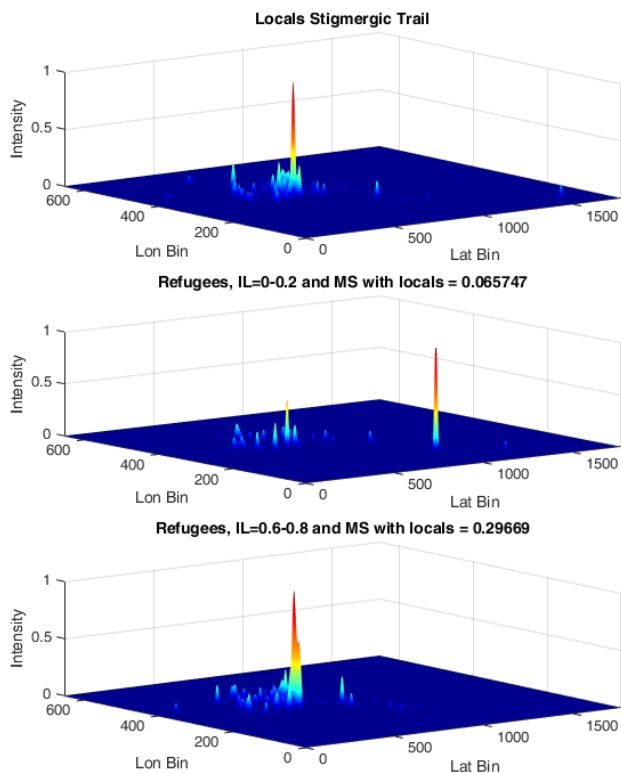 Locals Stigmergic Trail
1
0.5
0
Intensity
600
400
200
0
Lon Bin
0
500
1000
1500
Lat Bin
Refugees, IL=0-0.2 and MS with locals = 0.065747
1
0.5
0
Intensity
600
400
200
0
Lon Bin
0
500
1000
1500
Lat Bin
Refugees, IL=0.6-0.8 and MS with locals = 0.29669
1
0.5
0
Intensity
600
400
200
0
Lon Bin
0
500
1000
1500
Lat Bin